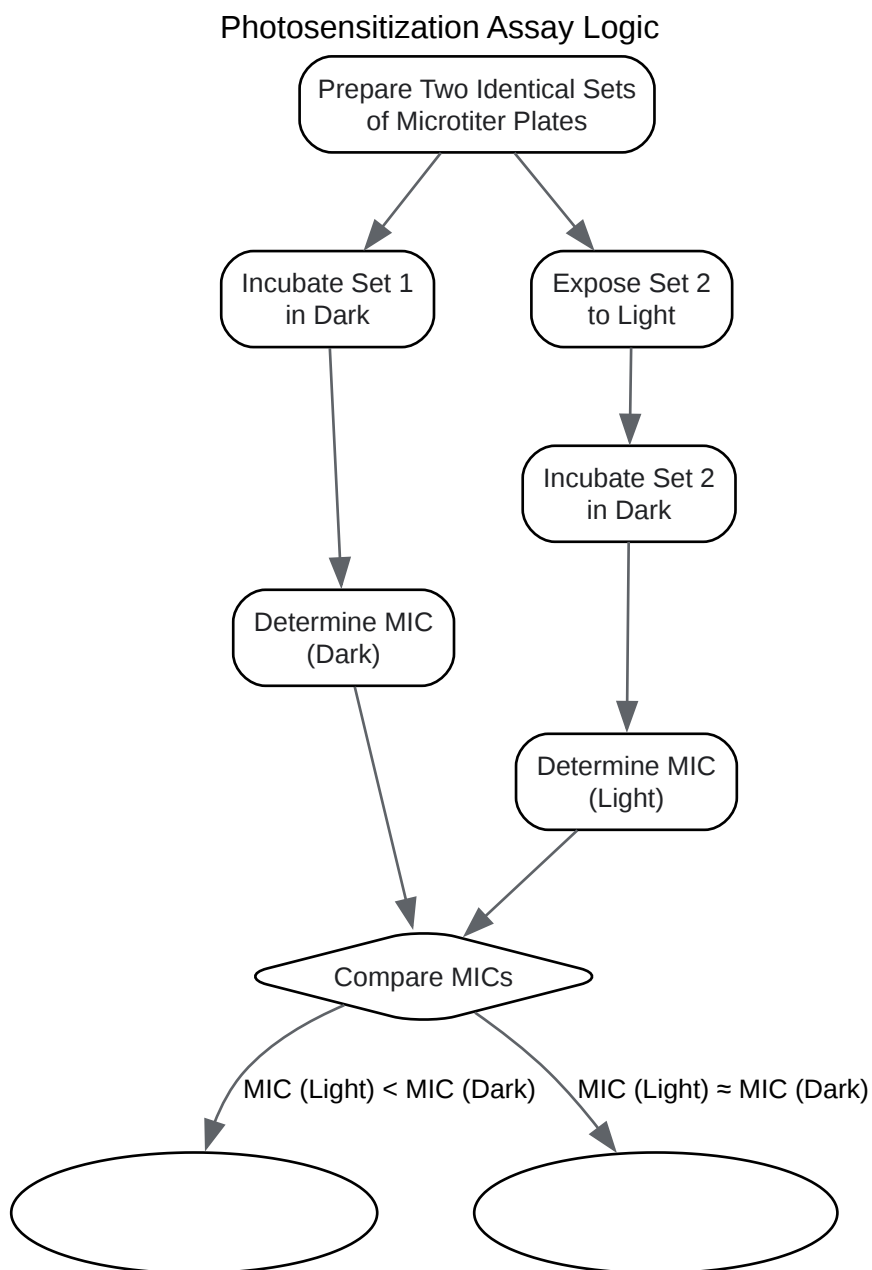 Photosensitization Assay Logic
Prepare Two Identical Sets
of Microtiter Plates
Incubate Set 1
in Dark
Expose Set 2
to Light
Incubate Set 2
in Dark
Determine MIC
(Dark)
Determine MIC
(Light)
Compare MICs
MIC (Light) < MIC (Dark)
MIC (Light) ≈ MIC (Dark)